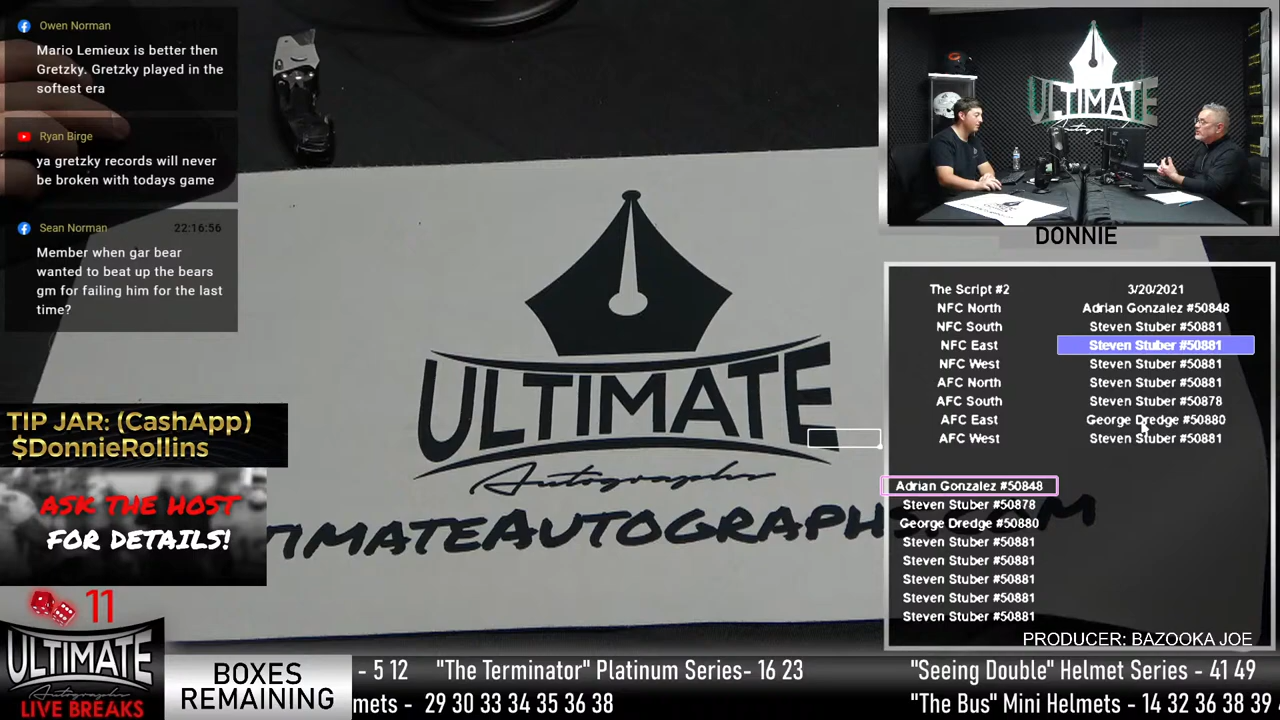 Owen Norman
Mario Lemieux is better then
Gretzky. Gretzky played in the
softest era
Ryan Birge
ya gretzky records will never
be broken with todays game
Sean Norman 22:16:56
Member when gar bear
wanted to beat up the bears
gm for failing him for the last
time?
TIP JAR: (CashApp)
$DonnieRollins
ASK THE HOST
FOR DETAILS!
11
ULTIMATE
Autographs
LIVE BREAKS
ULTIMATE
Autographs
TIMATEAUTOGRAPHS
M
ULTIMATE
Autographs
DONNIE
The Script #2 3/20/2021
NFC North Adrian Gonzalez #50848
NFC South Steven Stuber #50881
NFC East Steven Stuber #50881
NFC West Steven Stuber #50881
AFC North Steven Stuber #50881
AFC South Steven Stuber #50878
AFC East George Dredge #50880
AFC West Steven Stuber #50881
Adrian Gonzalez #50848
Steven Stuber #50878
George Dredge #50880
Steven Stuber #50881
Steven Stuber #50881
Steven Stuber #50881
Steven Stuber #50881
Steven Stuber #50881
PRODUCER: BAZOOKA JOE
BOXES
REMAINING
- 5 12 "The Terminator" Platinum Series- 16 23 "Seeing Double" Helmet Series - 41 49
mets - 29 30 33 34 35 36 38 "The Bus" Mini Helmets - 14 32 36 38 39